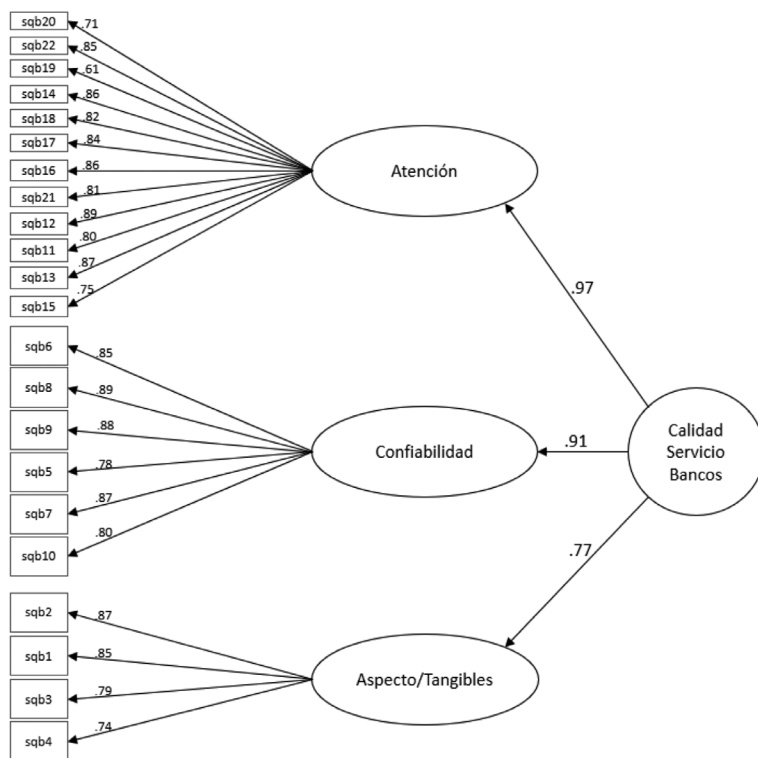 sqb20 .71
sqb22 .85
sqb19 .61
sqb14 .86
sqb18 .82
sqb17 .84
sqb16 .86
sqb21 .81
sqb12 .89
sqb11 .80
sqb13 .87
sqb15 .75
Atención
.97
sqb6 .85
sqb8 .89
sqb9 .88
sqb5 .78
sqb7 .87
sqb10 .80
Confiabilidad
.91
Calidad
Servicio
Bancos
.77
sqb2 .87
sqb1 .85
sqb3 .79
sqb4 .74
Aspecto/Tangibles